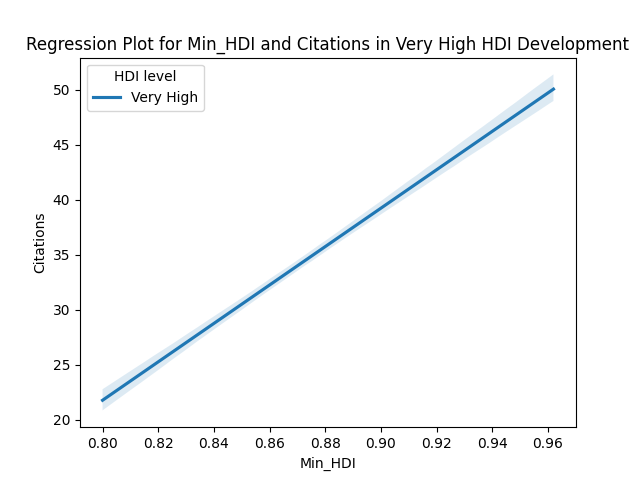 Regression Plot for Min_HDI and Citations in Very High HDI Development
HDI level
Very High
50
45
40
35
30
25
20
Citations
0.80 0.82 0.84 0.86 0.88 0.90 0.92 0.94 0.96
Min_HDI